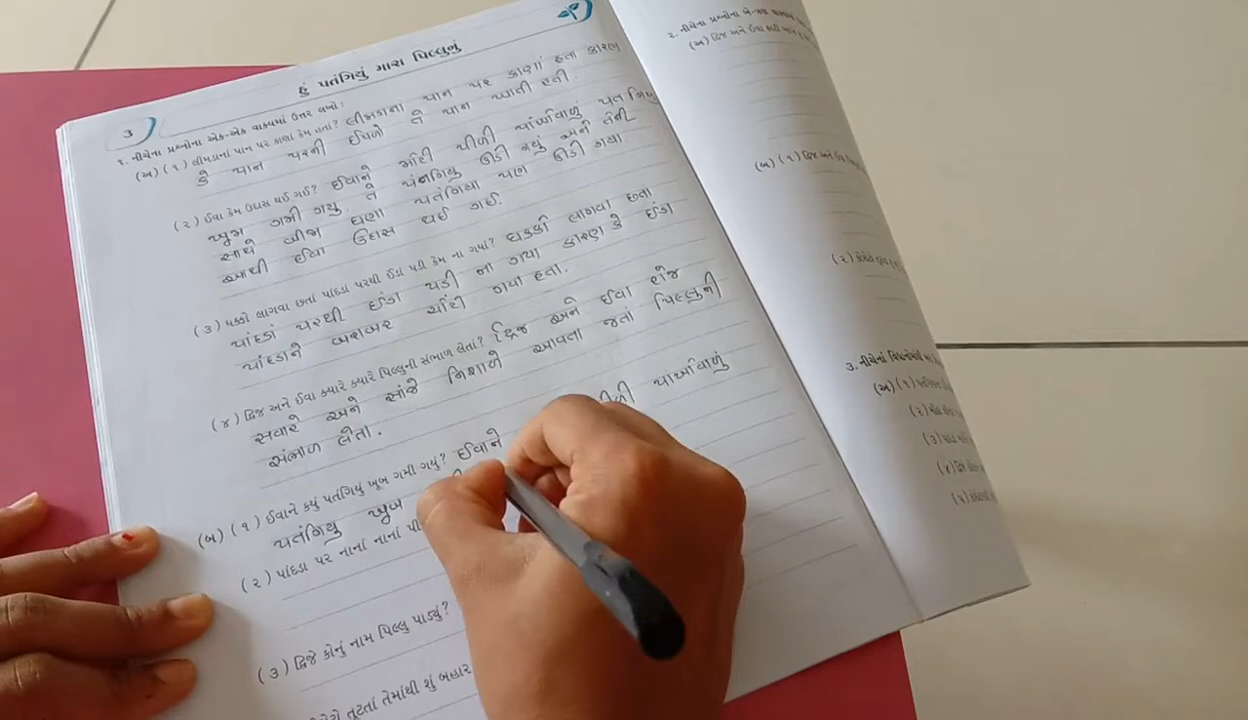 હું પતંગિયું મારા પિલ્લુનું
3
૧. નીચેના પ્રશ્નોના એક-એક વાક્યમાં ઉત્તર લખો :
(અ) (૧) લીમડાનાં પાન પર કાણાં કેમ હતાં? લીમડાનાં પાન પર કાણાં હતા કારણ
કે પાન પરની ઈયળો તે પાન ખાતી હતી
(૨) ઈવા કેમ ઉદાસ થઈ ગઈ? ઈવાને મોટી પીળી પાંખોવાળું પતંગિયુ
ખુબ ગમી ગયુ તે પંતગિયુ ઊડી ગયું અને તેની
સાથે બીજા ઘણા પતંગિયા પણ ઊડી ગયા
આથી ઈવા ઉદાસ થઈ ગઈ.
(૩) ધક્કો લાગવા છતાં પાંદડાં પરથી ઈંડાં પડી કેમ ના ગયાં? ધક્કો લાગવા છતા
પાંદડાં પરથી ઈંડા પડી ના ગયા કારણ કે ઈંડા
પાંદડાને બરાબર ચોંટી ગયા હતા.
(૪) દ્વિજ અને ઈવા ક્યારે ક્યારે પિલ્લુની સંભાળ લેતાં? દ્વિજ અને ઈવા રોજ
સવારે અને સાંજે નિશાળે આવતા જતાં પિલ્લુની
સંભાળ લેતા.
(બ) (૧) ઈવાને કયું પતંગિયું ખૂબ ગમી ગયું? ઈવાને પીળી પાંખોવાળું
પતંગિયુ ખુબ
(૨) પાંદડા પર નાનાં નાનાં
(૩) દ્વિજે કોનું નામ પિલ્લુ પાડ્યું?
તૂટતાં તેમાંથી શું બહાર
૨. નીચેના પ્રશ્નોના બે-ત્રણ
(અ) દ્વિજ અને ઈવા
(બ) (૧) દ્વિજ અને
(૨)
૩. નીચેનાં વિધાનોમાંથી
(અ) (૧)
(૨)
(૩)
(૪)
(૫)